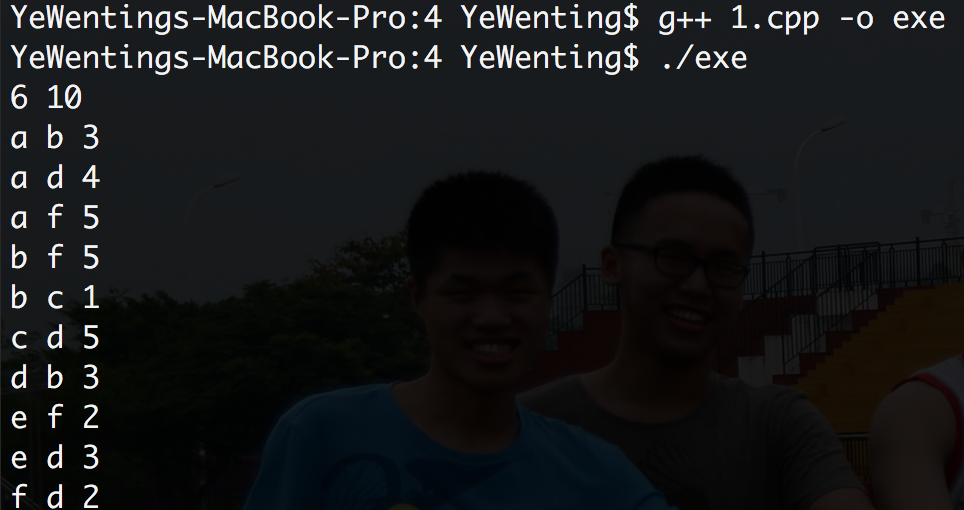 YeWentings-MacBook-Pro:4 YeWenting$ g++ 1.cpp -o exe
YeWentings-MacBook-Pro:4 YeWenting$ ./exe
6 10
a b 3
a d 4
a f 5
b f 5
b c 1
c d 5
d b 3
e f 2
e d 3
f d 2